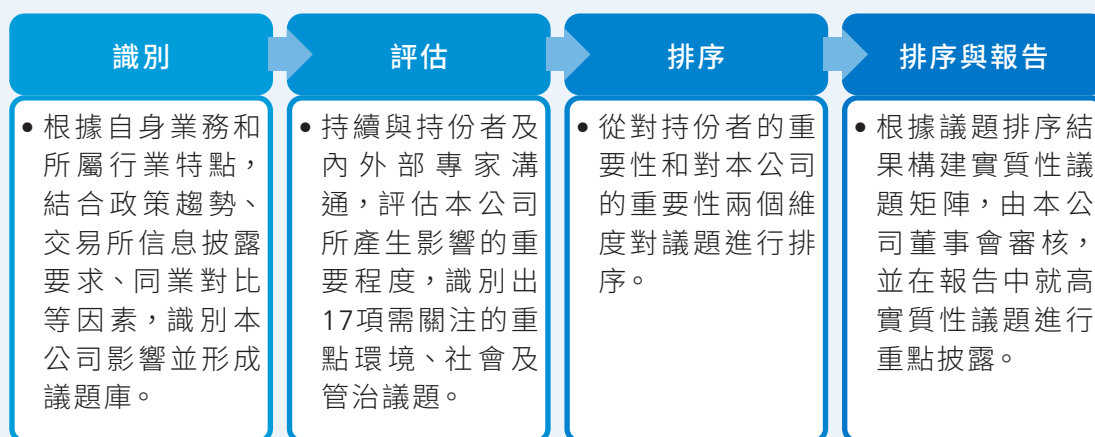 識別
評估
排序
排序與報告
• 根據自身業務和
所屬行業特點，
結合政策趨勢、
交易所信息披露
要求、同業對比
等因素，識別本
公司影響並形成
議題庫。
• 持續與持份者及
內外部專家溝
通，評估本公司
所產生影響的重
要程度，識別出
17項需關注的重
點環境、社會及
管治議題。
• 從對持份者的重
要性和對本公司
的重要性兩個維
度對議題進行排
序。
• 根據議題排序結
果構建實質性議
題矩陣，由本公
司董事會審核，
並在報告中就高
實質性議題進行
重點披露。